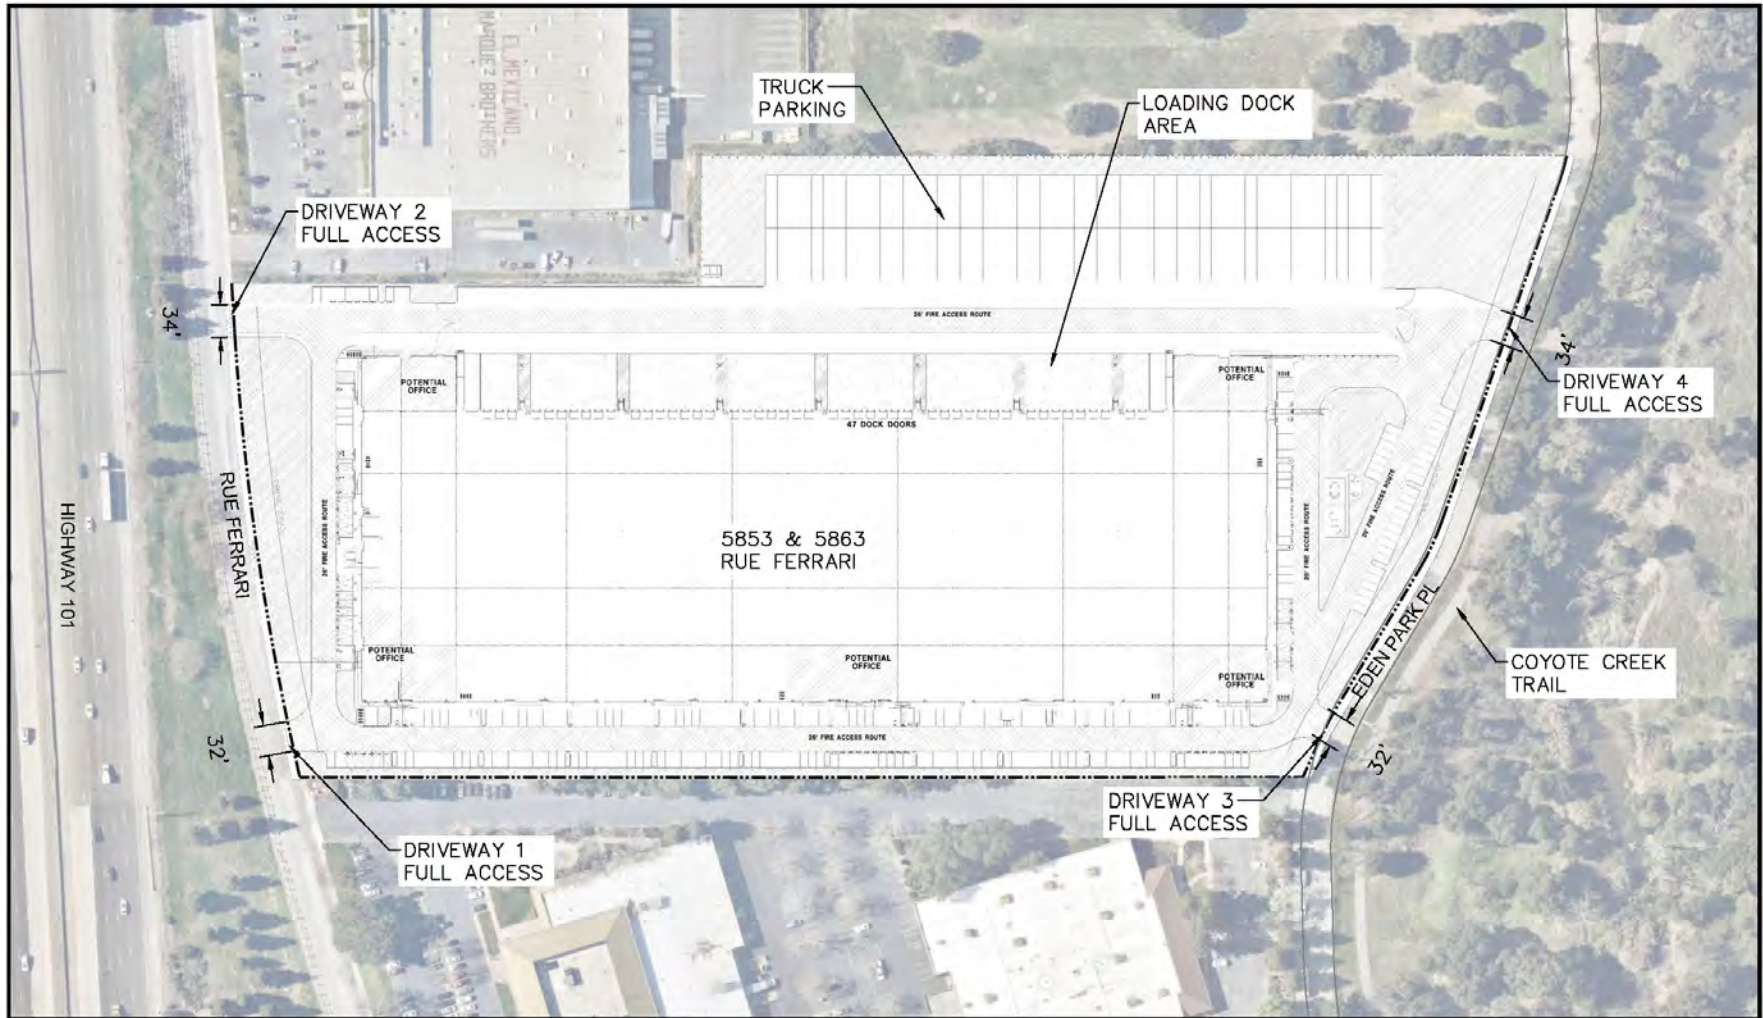 EL MEXICANO
MARQUEZ BROTHERS
TRUCK
PARKING
LOADING DOCK
AREA
DRIVEWAY 2
FULL ACCESS
34'
26' FIRE ACCESS ROUTE
34'
DRIVEWAY 4
FULL ACCESS
POTENTIAL
OFFICE
POTENTIAL
OFFICE
47 DOCK DOORS
RUE FERRARI
HIGHWAY 101
26' FIRE ACCESS ROUTE
5853 & 5863
RUE FERRARI
26' FIRE ACCESS ROUTE
26' FIRE ACCESS ROUTE
EDEN PARK PL
COYOTE CREEK
TRAIL
POTENTIAL
OFFICE
POTENTIAL
OFFICE
POTENTIAL
OFFICE
26' FIRE ACCESS ROUTE
32'
32'
DRIVEWAY 3
FULL ACCESS
DRIVEWAY 1
FULL ACCESS